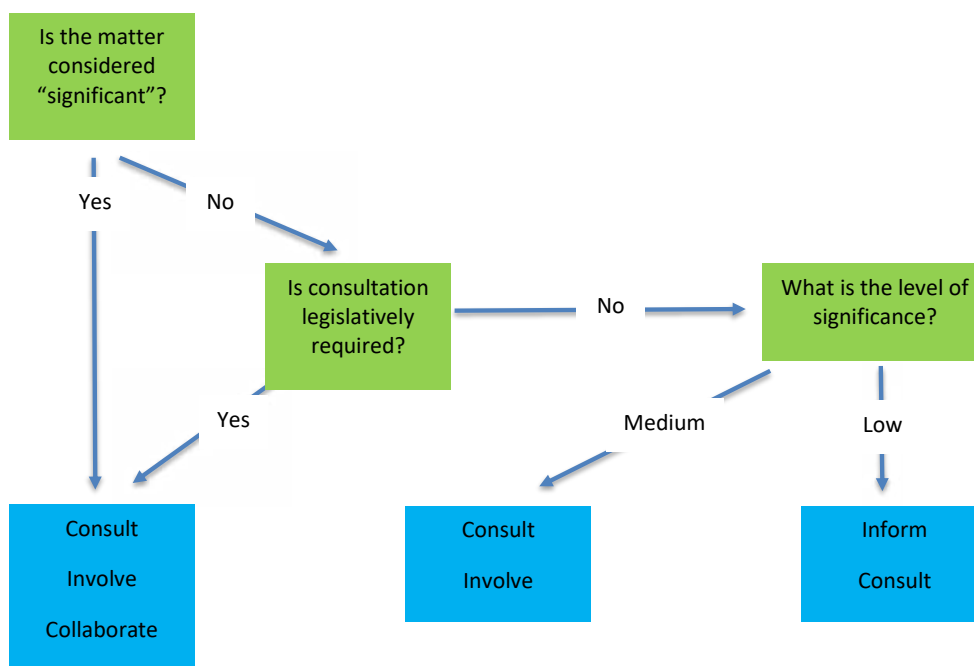 Is the matter
considered
“significant”?
Yes
No
Is consultation
legislatively
required?
No
What is the level of
significance?
Yes
Medium
Low
Consult
Involve
Collaborate
Consult
Involve
Inform
Consult